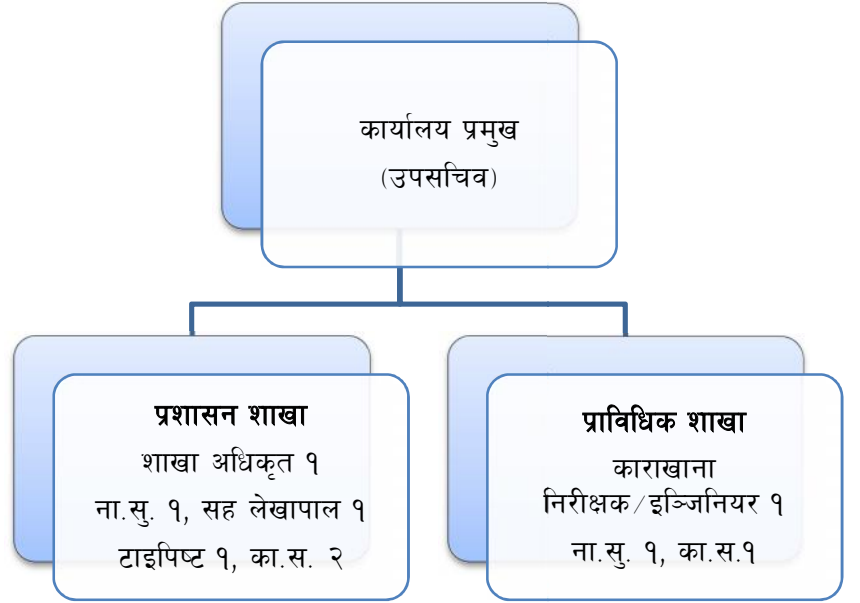 कार्यालय प्रमुख
(उपसचिव)
प्रशासन शाखा
शाखा अधिकृत १
ना.सु. १, सह लेखापाल १
टाइपिष्ट १, का.स. २
प्राविधिक शाखा
काराखाना
निरीक्षक/इञ्जिनियर १
ना.सु. १, का.स.१